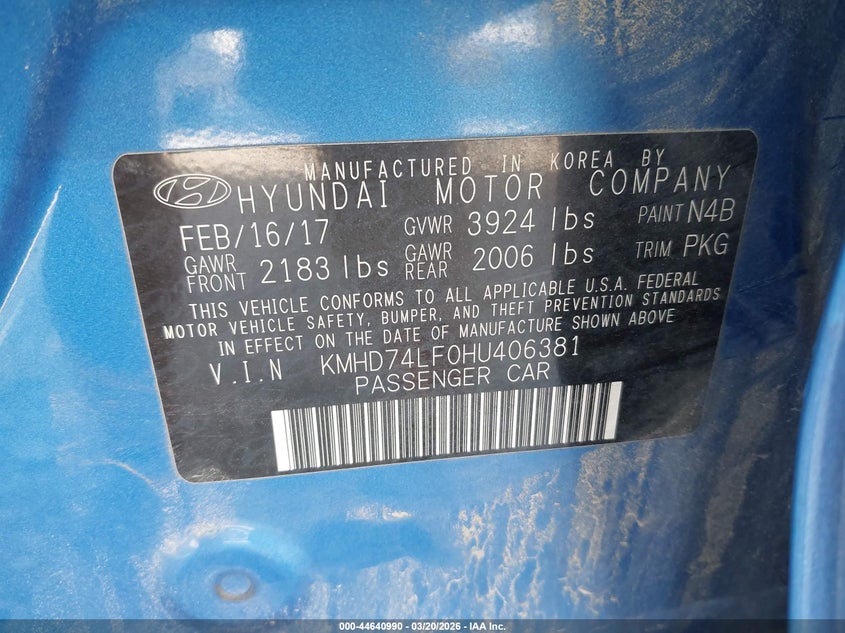 MANUFACTURED IN KOREA BY
HYUNDAI MOTOR COMPANY
FEB/16/17 GVWR 3924 lbs PAINT N4B
GAWR FRONT 2183 lbs GAWR REAR 2006 lbs TRIM PKG
THIS VEHICLE CONFORMS TO ALL APPLICABLE U.S.A. FEDERAL
MOTOR VEHICLE SAFETY, BUMPER, AND THEFT PREVENTION STANDARDS
IN EFFECT ON THE DATE OF MANUFACTURE SHOWN ABOVE
V.I.N KMHD74LF0HU406381
PASSENGER CAR
000-44640990 — 03/20/2026 — IAA Inc.